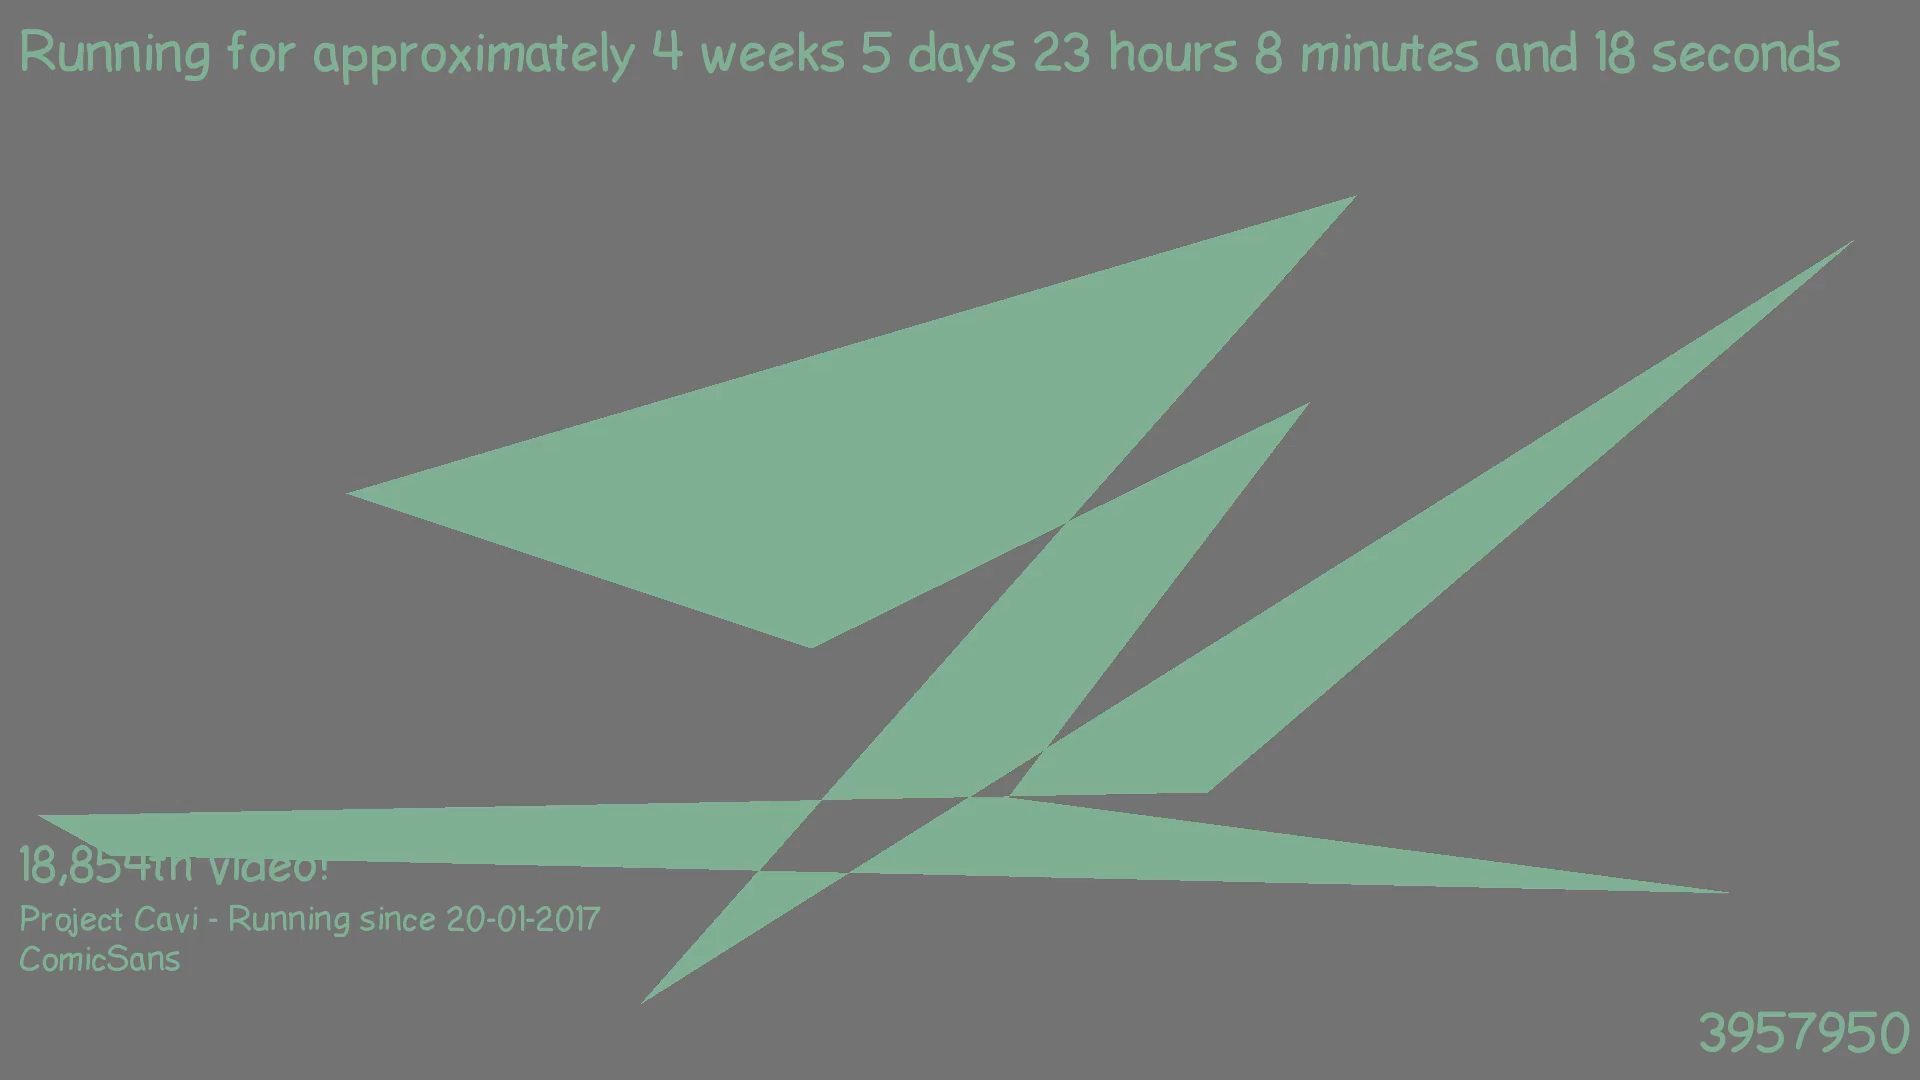 Running for approximately 4 weeks 5 days 23 hours 8 minutes and 18 seconds
18,854th video!
Project Cavi - Running since 20-01-2017
ComicSans
3957950